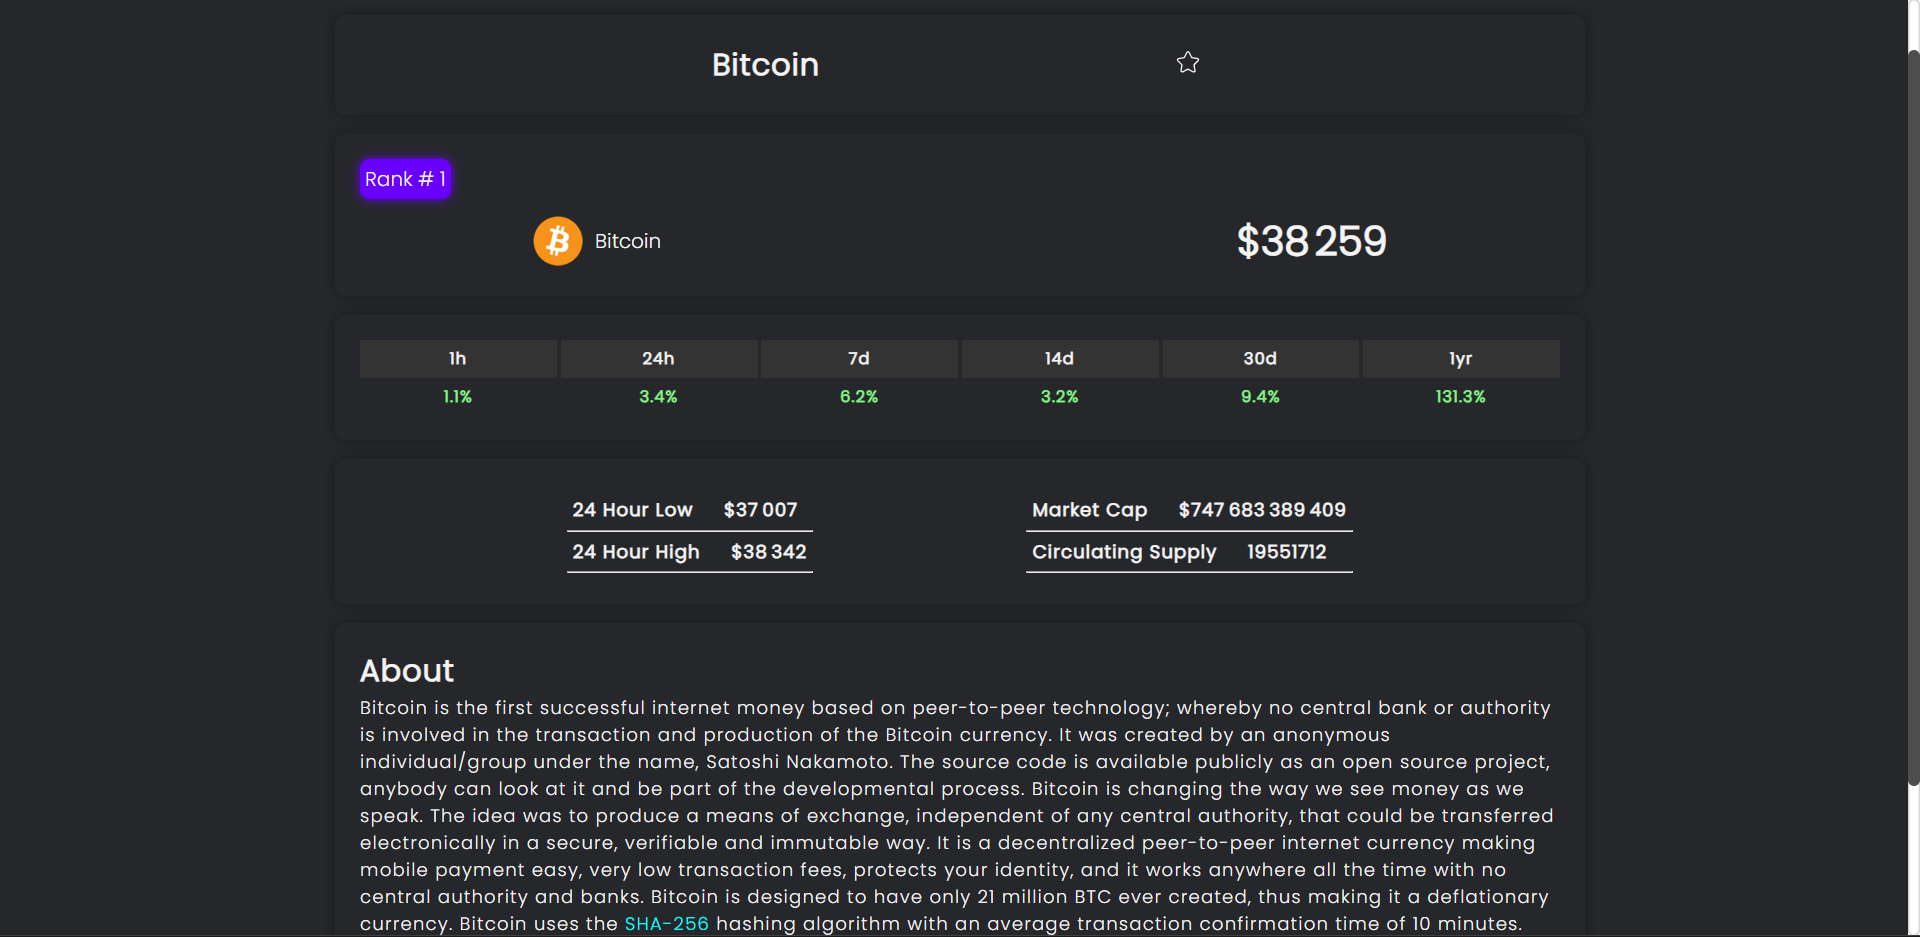 Bitcoin
Rank # 1
Bitcoin $38 259
1h 24h 7d 14d 30d 1yr
1.1% 3.4% 6.2% 3.2% 9.4% 131.3%
24 Hour Low $37 007
24 Hour High $38 342
Market Cap $747 683 389 409
Circulating Supply 19551712
About
Bitcoin is the first successful internet money based on peer-to-peer technology; whereby no central bank or authority
is involved in the transaction and production of the Bitcoin currency. It was created by an anonymous
individual/group under the name, Satoshi Nakamoto. The source code is available publicly as an open source project,
anybody can look at it and be part of the developmental process. Bitcoin is changing the way we see money as we
speak. The idea was to produce a means of exchange, independent of any central authority, that could be transferred
electronically in a secure, verifiable and immutable way. It is a decentralized peer-to-peer internet currency making
mobile payment easy, very low transaction fees, protects your identity, and it works anywhere all the time with no
central authority and banks. Bitcoin is designed to have only 21 million BTC ever created, thus making it a deflationary
currency. Bitcoin uses the SHA-256 hashing algorithm with an average transaction confirmation time of 10 minutes.